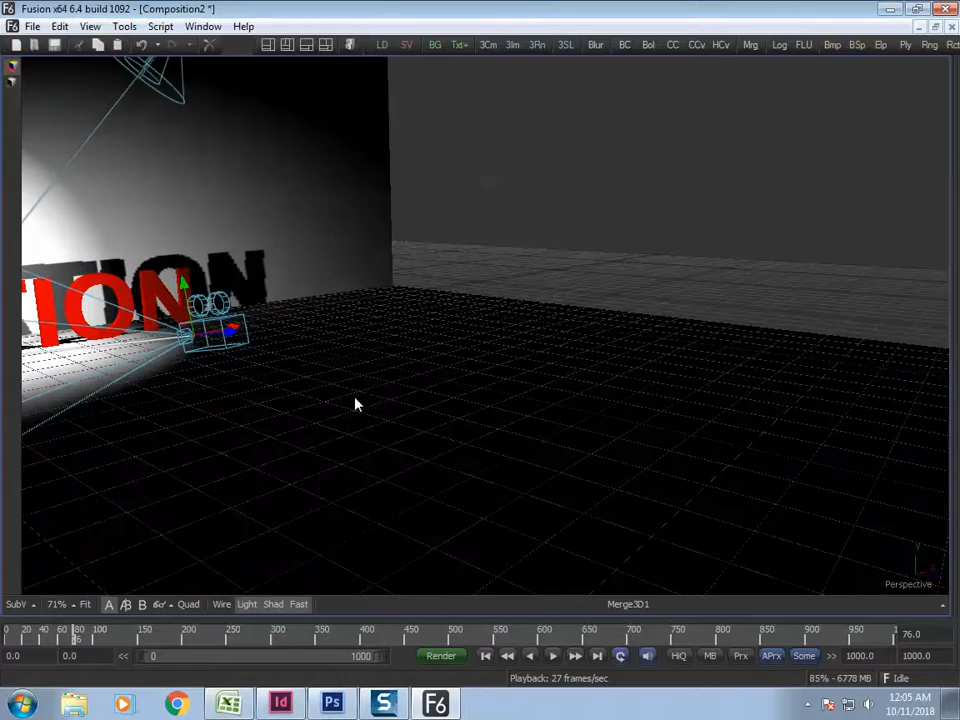 Fusion x64 6.4 build 1092 - [Composition2 *]
File Edit View Tools Script Window Help
LD SV BG Txt+ 3Cm 3Im 3Rn 3SL Blur BC Bol CC CCv HCv Mrg Log FLU Bmp BSp Elp Ply Rng Rct
TION
ION
Y
X
Perspective
SubV 71% Fit A B Quad Wire Light Shad Fast Merge3D1
0 20 40 60 80 100 150 200 250 300 350 400 450 500 550 600 650 700 750 800 850 900 950 1
76.0
0.0 0.0 << 0 1000 Render HiQ MB Prx APrx Some >> 1000.0 1000.0
Playback: 27 frames/sec 85% - 6778 MB Idle
Id Ps S
12:05 AM
10/11/2018